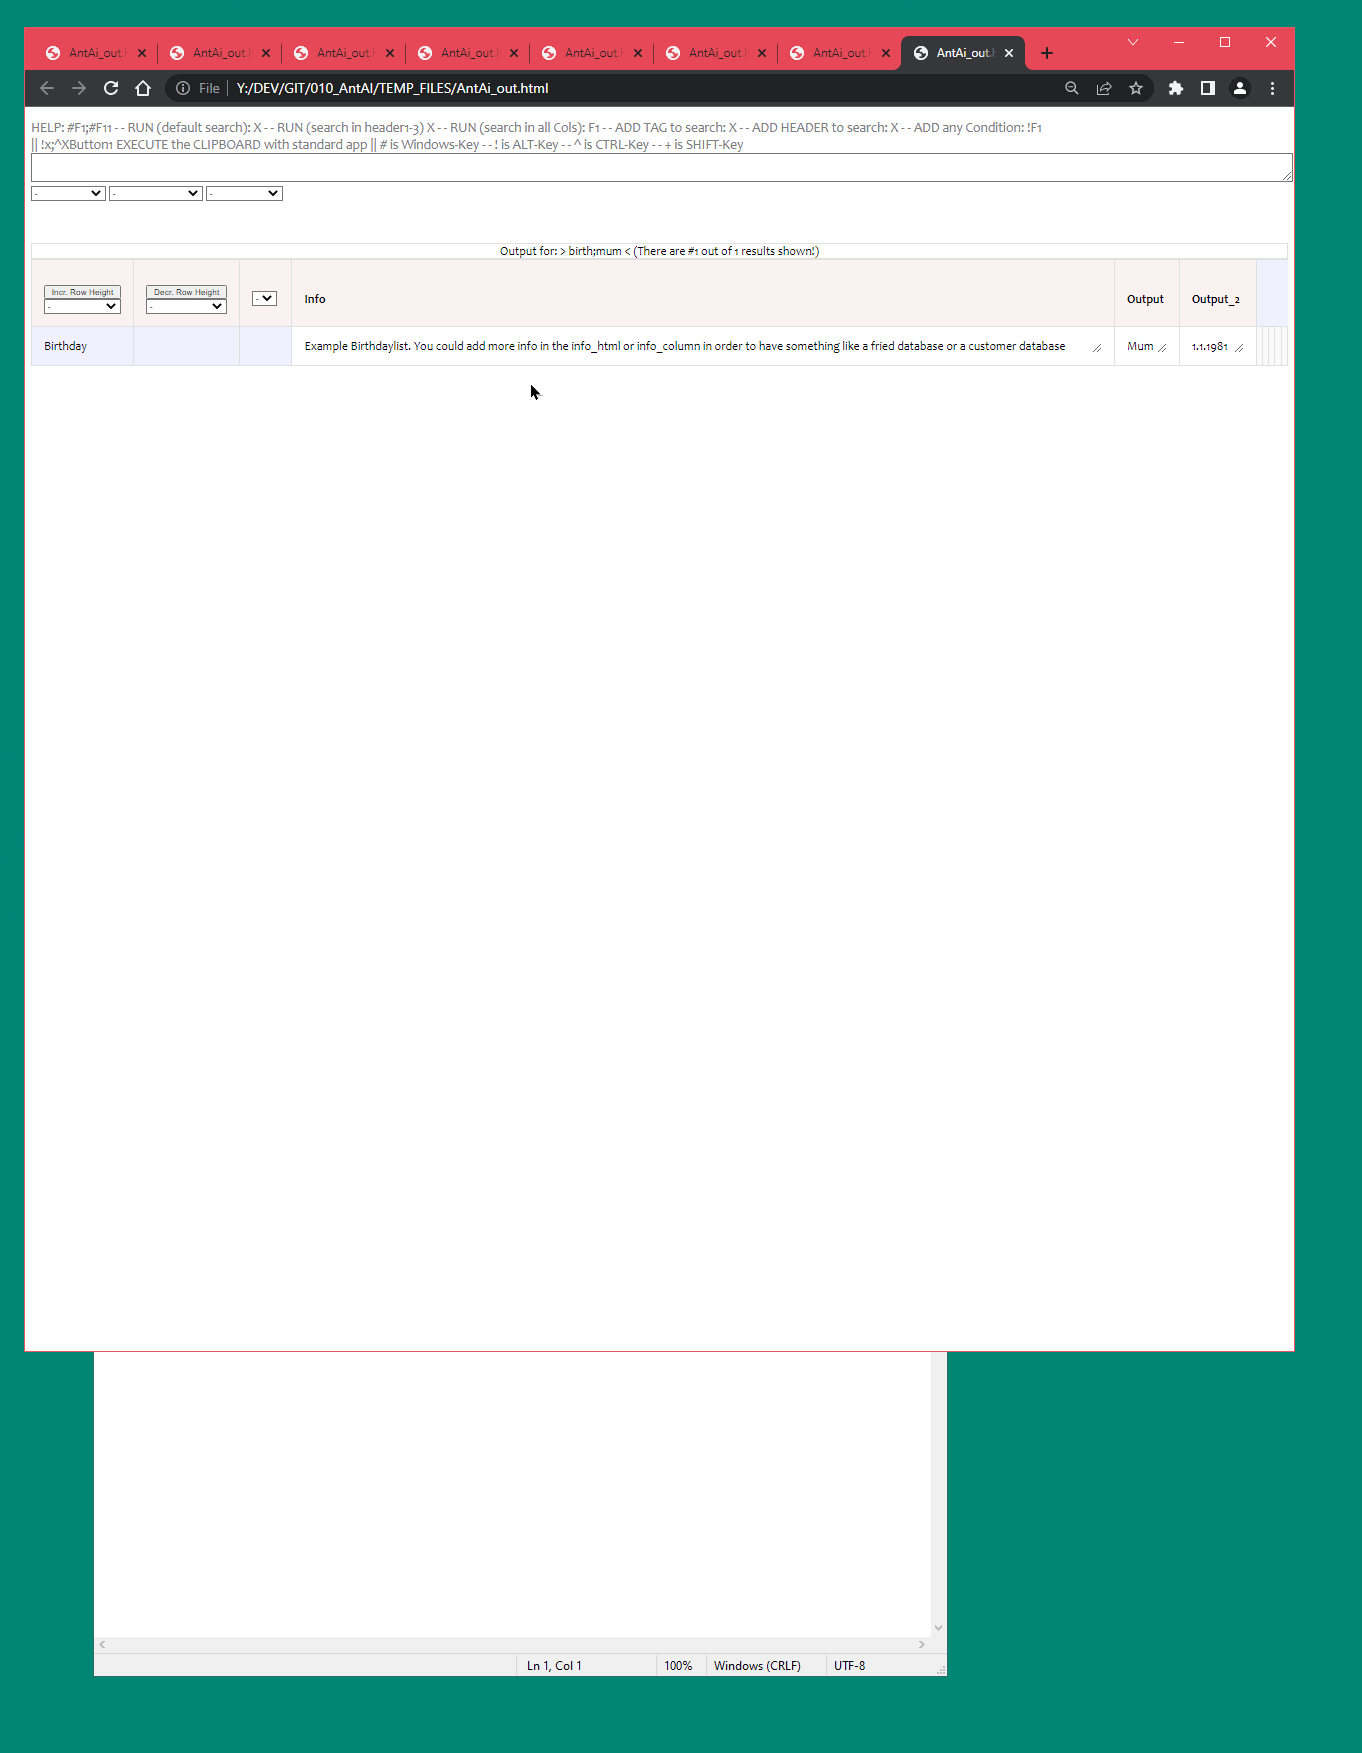 AntAi_out. AntAi_out. AntAi_out. AntAi_out. AntAi_out. AntAi_out. AntAi_out. AntAi_out.
File Y:/DEV/GIT/010_AntAI/TEMP_FILES/AntAi_out.html
HELP: #F1;#F11 - - RUN (default search): X - - RUN (search in header1-3) X - - RUN (search in all Cols): F1 - - ADD TAG to search: X - - ADD HEADER to search: X - - ADD any Condition: !F1
|| !x;^XButton1 EXECUTE the CLIPBOARD with standard app || # is Windows-Key - - ! is ALT-Key - - ^ is CTRL-Key - - + is SHIFT-Key
- - -
Output for: > birth;mum < (There are #1 out of 1 results shown!)
Incr. Row Height Decr. Row Height
- - - Info Output Output_2
Birthday Example Birthdaylist. You could add more info in the info_html or info_column in order to have something like a fried database or a customer database Mum 1.1.1981
Ln 1, Col 1 100% Windows (CRLF) UTF-8